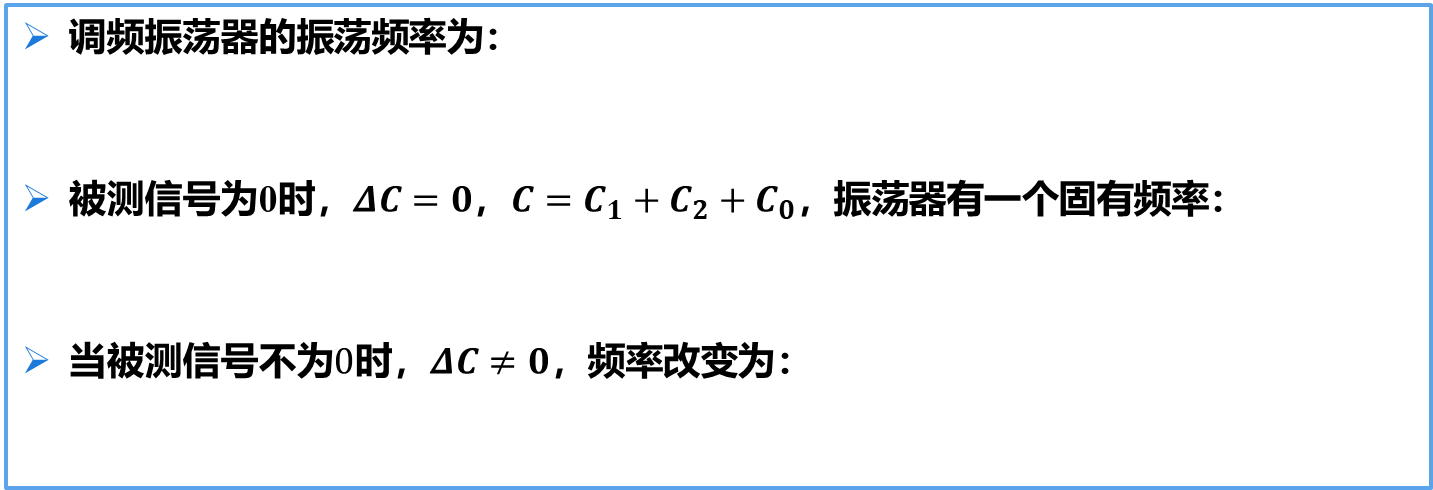 ➢ 调频振荡器的振荡频率为：
➢ 被测信号为0时，ΔC = 0，C = C₁ + C₂ + C₀，振荡器有一个固有频率：
➢ 当被测信号不为0时，ΔC ≠ 0，频率改变为：